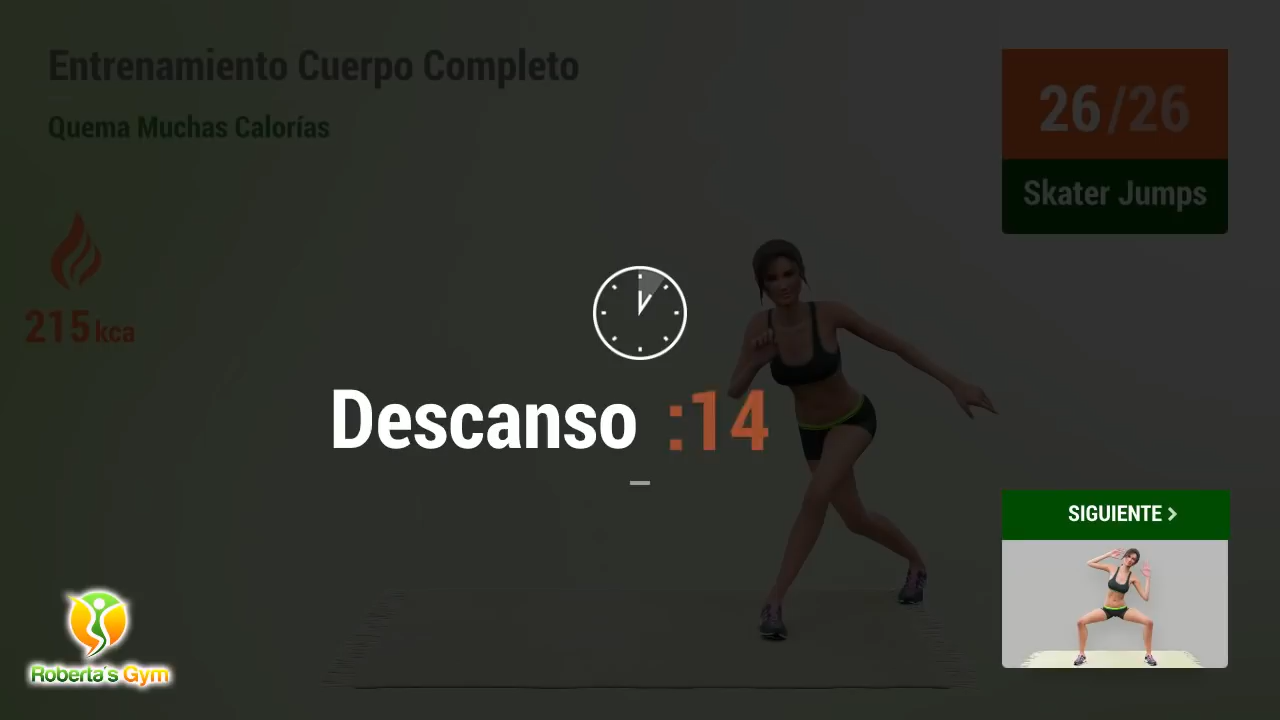 Entrenamiento Cuerpo Completo
Quema Muchas Calorías
26/26
Skater Jumps
215 kca
Descanso :14
SIGUIENTE >
Roberta's Gym